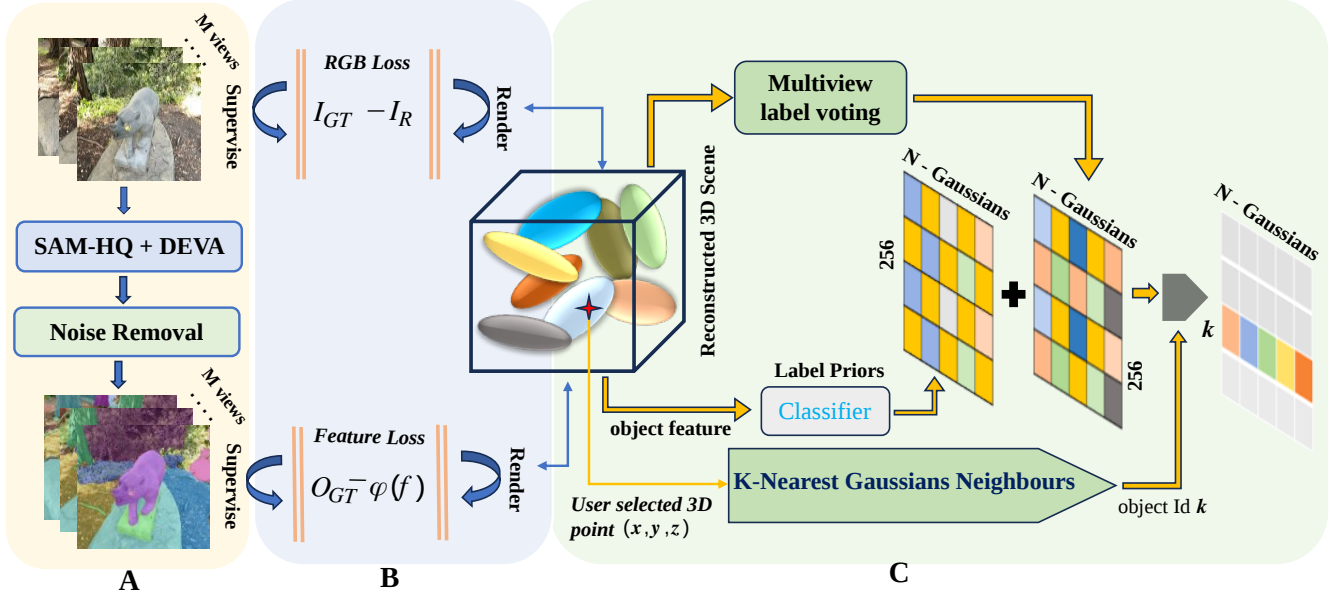 M views
....
Supervise
SAM-HQ + DEVA
Noise Removal
M views
....
Supervise
A
RGB Loss
I_GT − I_R
Render
Feature Loss
O_GT − φ(f)
Render
B
Reconstructed 3D Scene
Multiview
label voting
N - Gaussians
256
N - Gaussians
256
k
N - Gaussians
Label Priors
Classifier
object feature
K-Nearest Gaussians Neighbours
User selected 3D
point (x,y,z)
object Id k
C